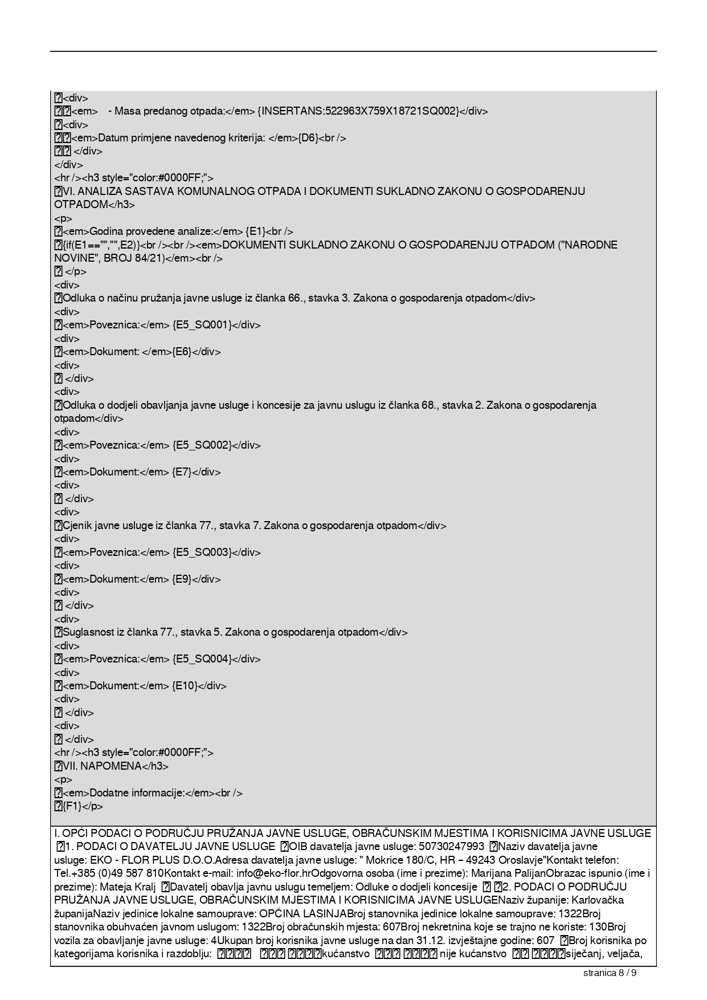 �<div>
��<em>    - Masa predanog otpada:</em> {INSERTANS:522963X759X18721SQ002}</div>
�<div>
��<em>Datum primjene navedenog kriterija: </em>{D6}<br />
�� </div>
</div>
<hr /><h3 style="color:#0000FF;">
�VI. ANALIZA SASTAVA KOMUNALNOG OTPADA I DOKUMENTI SUKLADNO ZAKONU O GOSPODARENJU
OTPADOM</h3>
<p>
�<em>Godina provedene analize:</em> {E1}<br />
�{if(E1=="","",E2)}<br /><br /><em>DOKUMENTI SUKLADNO ZAKONU O GOSPODARENJU OTPADOM ("NARODNE
NOVINE", BROJ 84/21)</em><br />
� </p>
<div>
�Odluka o načinu pružanja javne usluge iz članka 66., stavka 3. Zakona o gospodarenja otpadom</div>
<div>
�<em>Poveznica:</em> {E5_SQ001}</div>
<div>
�<em>Dokument: </em>{E6}</div>
<div>
� </div>
<div>
�Odluka o dodjeli obavljanja javne usluge i koncesije za javnu uslugu iz članka 68., stavka 2. Zakona o gospodarenja
otpadom</div>
<div>
�<em>Poveznica:</em> {E5_SQ002}</div>
<div>
�<em>Dokument:</em> {E7}</div>
<div>
� </div>
<div>
�Cjenik javne usluge iz članka 77., stavka 7. Zakona o gospodarenja otpadom</div>
<div>
�<em>Poveznica:</em> {E5_SQ003}</div>
<div>
�<em>Dokument:</em> {E9}</div>
<div>
� </div>
<div>
�Suglasnost iz članka 77., stavka 5. Zakona o gospodarenja otpadom</div>
<div>
�<em>Poveznica:</em> {E5_SQ004}</div>
<div>
�<em>Dokument:</em> {E10}</div>
<div>
� </div>
<div>
� </div>
<hr /><h3 style="color:#0000FF;">
�VII. NAPOMENA</h3>
<p>
�<em>Dodatne informacije:</em><br />
�{F1}</p>
I. OPĆI PODACI O PODRUČJU PRUŽANJA JAVNE USLUGE, OBRAČUNSKIM MJESTIMA I KORISNICIMA JAVNE USLUGE
�1. PODACI O DAVATELJU JAVNE USLUGE  �OIB davatelja javne usluge: 50730247993  �Naziv davatelja javne
usluge: EKO - FLOR PLUS D.O.O.Adresa davatelja javne usluge: " Mokrice 180/C, HR – 49243 Oroslavje"Kontakt telefon:
Tel.+385 (0)49 587 810Kontakt e-mail: info@eko-flor.hrOdgovorna osoba (ime i prezime): Marijana PalijanObrazac ispunio (ime i
prezime): Mateja Kralj  �Davatelj obavlja javnu uslugu temeljem: Odluke o dodjeli koncesije  � �2. PODACI O PODRUČJU
PRUŽANJA JAVNE USLUGE, OBRAČUNSKIM MJESTIMA I KORISNICIMA JAVNE USLUGENaziv županije: Karlovačka
županijaNaziv jedinice lokalne samouprave: OPĆINA LASINJABroj stanovnika jedinice lokalne samouprave: 1322Broj
stanovnika obuhvaćen javnom uslugom: 1322Broj obračunskih mjesta: 607Broj nekretnina koje se trajno ne koriste: 130Broj
vozila za obavljanje javne usluge: 4Ukupan broj korisnika javne usluge na dan 31.12. izvještajne godine: 607  �Broj korisnika po
kategorijama korisnika i razdoblju:  ����   ��� ����kućanstvo  ��� ���� nije kućanstvo  �� ����siječanj, veljača,
stranica 8 / 9